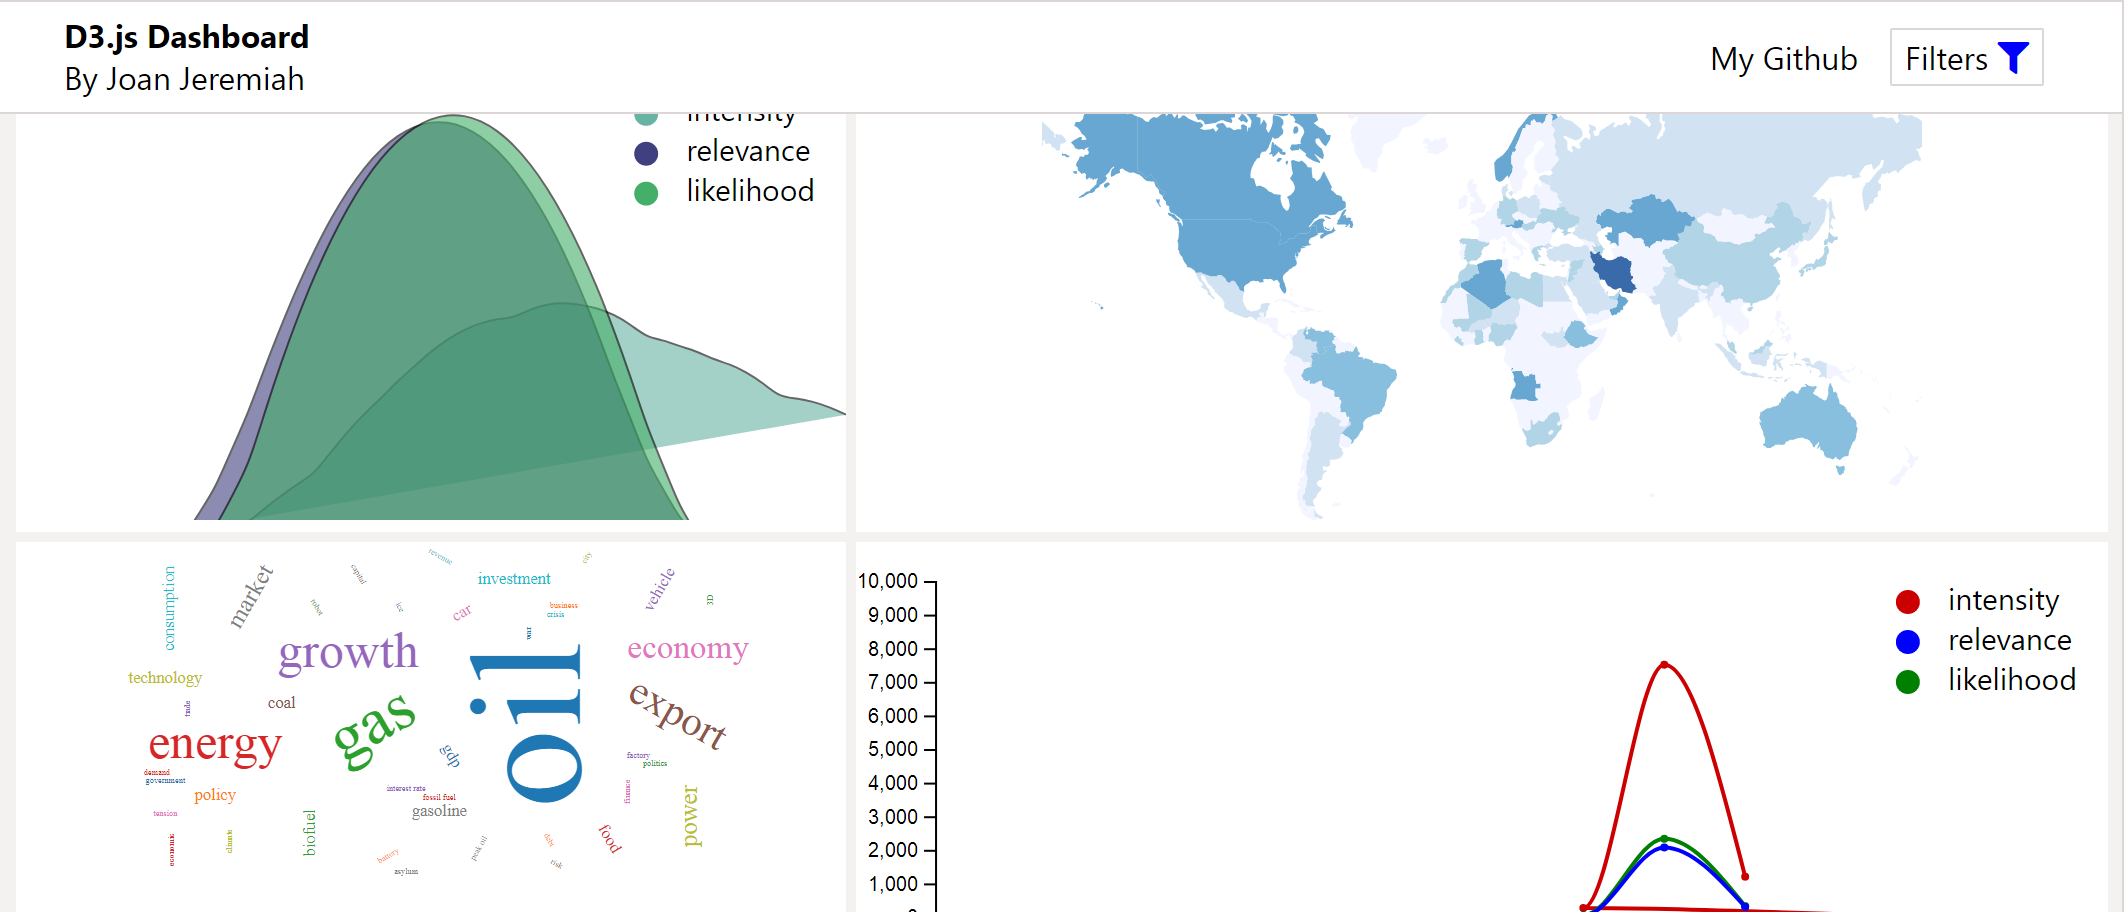 D3.js Dashboard
By Joan Jeremiah
My Github
Filters
intensity
relevance
likelihood
revenue
city
investment
consumption
market
capital
vehicle
robot
ice
car
business
crisis
3D
war
growth
economy
technology
coal
trade
gas
oil
export
energy
gdp
factory
politics
demand
government
interest rate
fossil fuel
finance
policy
gasoline
power
tension
biofuel
climate
economic
food
debt
peak oil
battery
risk
asylum
10,000
9,000
8,000
7,000
6,000
5,000
4,000
3,000
2,000
1,000
intensity
relevance
likelihood